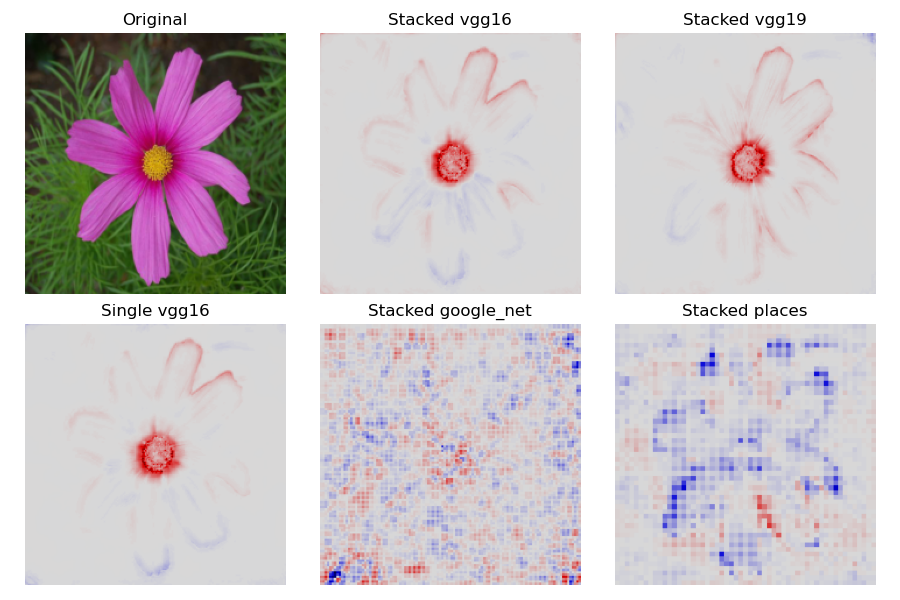 Original
Stacked vgg16
Stacked vgg19
Single vgg16
Stacked google_net
Stacked places